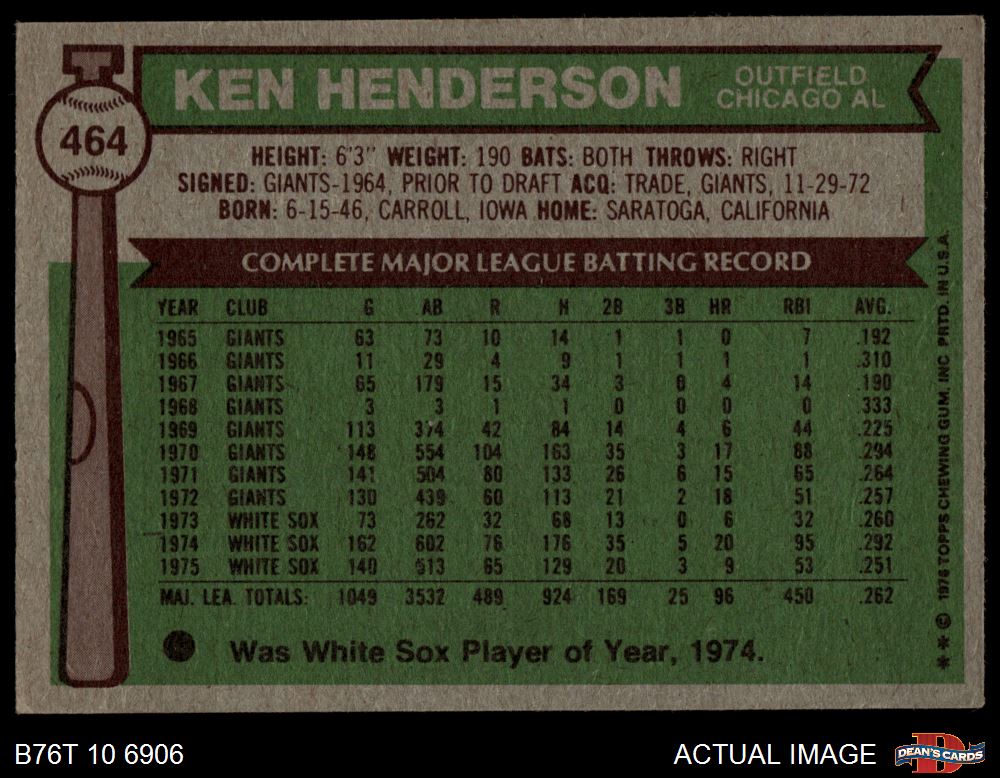 464
KEN HENDERSON
OUTFIELD
CHICAGO AL
HEIGHT: 6'3" WEIGHT: 190 BATS: BOTH THROWS: RIGHT
SIGNED: GIANTS-1964, PRIOR TO DRAFT ACQ: TRADE, GIANTS, 11-29-72
BORN: 6-15-46, CARROLL, IOWA HOME: SARATOGA, CALIFORNIA
COMPLETE MAJOR LEAGUE BATTING RECORD
YEAR CLUB G AB R H 2B 3B HR RBI AVG.
1965 GIANTS 63 73 10 14 1 1 0 7 .192
1966 GIANTS 11 29 4 9 1 1 1 1 .310
1967 GIANTS 65 179 15 34 3 0 4 14 .190
1968 GIANTS 3 3 1 1 0 0 0 0 .333
1969 GIANTS 113 374 42 84 14 4 6 44 .225
1970 GIANTS 148 554 104 163 35 3 17 88 .294
1971 GIANTS 141 504 80 133 26 6 15 65 .264
1972 GIANTS 130 439 60 113 21 2 18 51 .257
1973 WHITE SOX 73 262 32 68 13 0 6 32 .260
1974 WHITE SOX 162 602 76 176 35 5 20 95 .292
1975 WHITE SOX 140 513 65 129 20 3 9 53 .251
MAJ. LEA. TOTALS: 1049 3532 489 924 169 25 96 450 .262
Was White Sox Player of Year, 1974.
** © 1976 TOPPS CHEWING GUM, INC. PRTD. IN U.S.A.
B76T 10 6906
ACTUAL IMAGE
DEAN'S CARDS